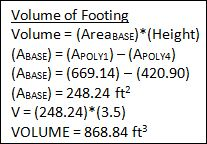 Volume of Footing
Volume = (AreaBASE)*(Height)
(ABASE) = (APOLY1) – (APOLY4)
(ABASE) = (669.14) – (420.90)
(ABASE) = 248.24 ft²
V = (248.24)*(3.5)
VOLUME = 868.84 ft³